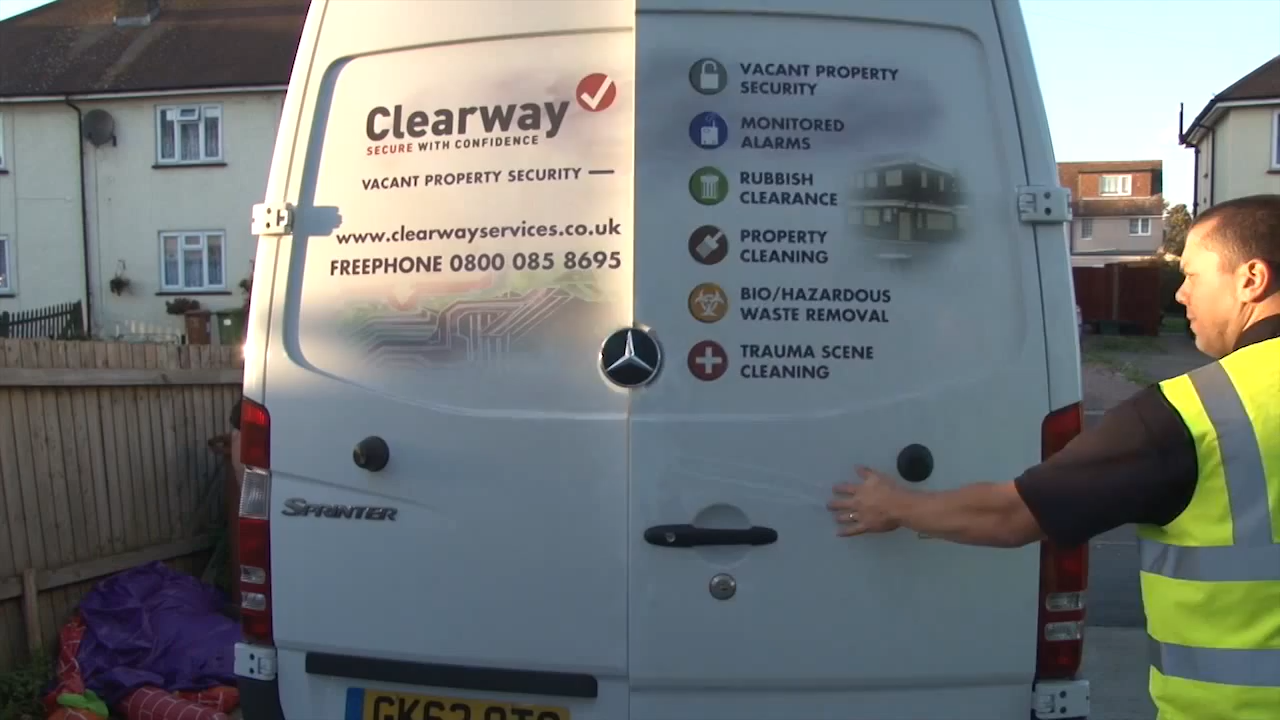 Clearway
SECURE WITH CONFIDENCE
VACANT PROPERTY SECURITY —
www.clearwayservices.co.uk
FREEPHONE 0800 085 8695
VACANT PROPERTY
SECURITY
MONITORED
ALARMS
RUBBISH
CLEARANCE
PROPERTY
CLEANING
BIO/HAZARDOUS
WASTE REMOVAL
TRAUMA SCENE
CLEANING
SPRINTER